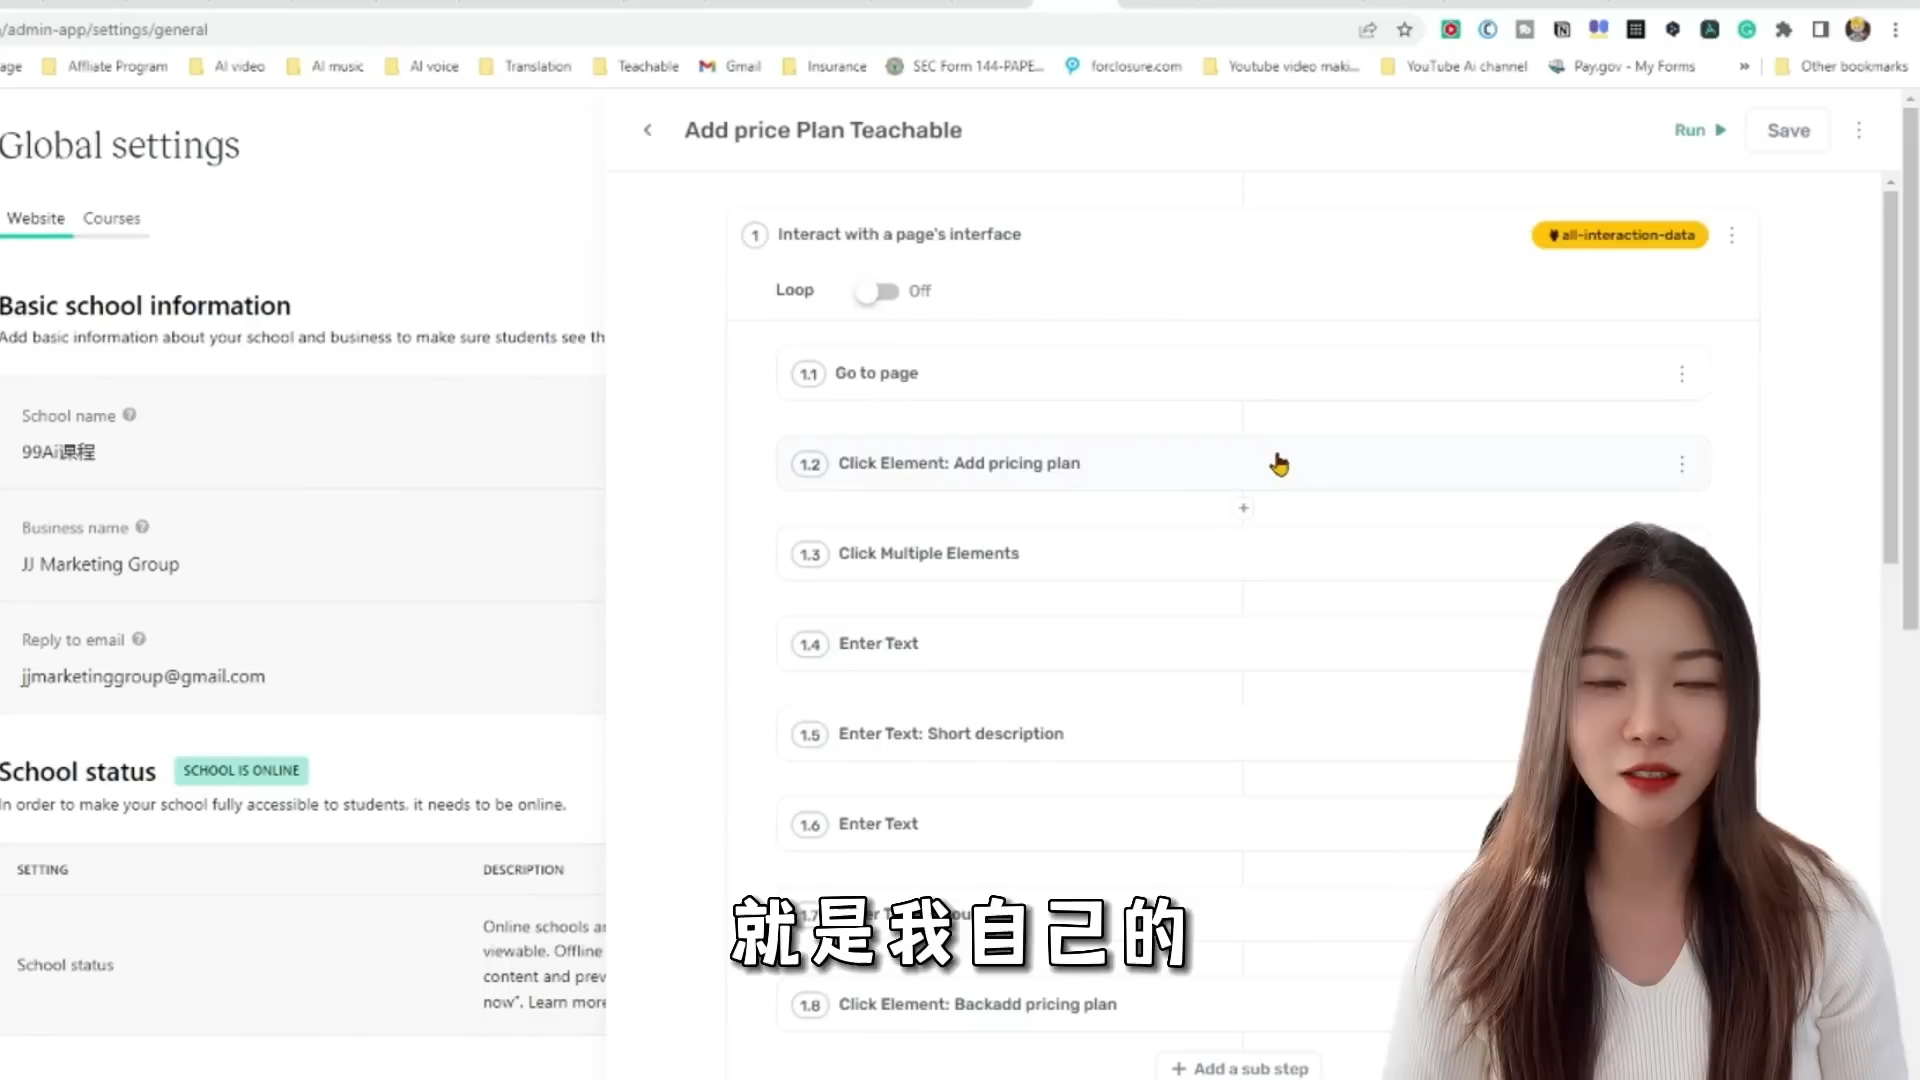 /admin-app/settings/general
age
Affliate Program
AI video
AI music
AI voice
Translation
Teachable
Gmail
Insurance
SEC Form 144-PAPE...
forclosure.com
Youtube video maki...
YouTube Ai channel
Pay.gov - My Forms
»
Other bookmarks
Global settings
Website
Courses
Basic school information
Add basic information about your school and business to make sure students see th
School name
99Ai课程
Business name
JJ Marketing Group
Reply to email
jjmarketinggroup@gmail.com
School status
SCHOOL IS ONLINE
In order to make your school fully accessible to students, it needs to be online.
SETTING
DESCRIPTION
School status
Online schools ar
viewable. Offline
content and prev
now". Learn more
Add price Plan Teachable
Run
Save
1 Interact with a page's interface
all-interaction-data
Loop
Off
1.1 Go to page
1.2 Click Element: Add pricing plan
+
1.3 Click Multiple Elements
1.4 Enter Text
1.5 Enter Text: Short description
1.6 Enter Text
1.7
就是我自己的
1.8 Click Element: Backadd pricing plan
+ Add a sub step